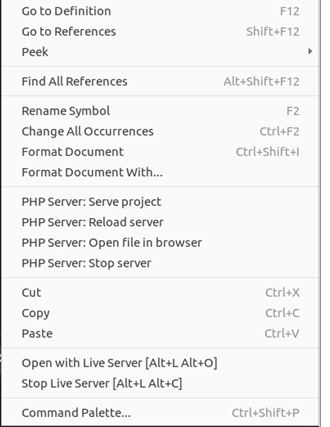 Go to Definition F12
Go to References Shift+F12
Peek
Find All References Alt+Shift+F12
Rename Symbol F2
Change All Occurrences Ctrl+F2
Format Document Ctrl+Shift+I
Format Document With...
PHP Server: Serve project
PHP Server: Reload server
PHP Server: Open file in browser
PHP Server: Stop server
Cut Ctrl+X
Copy Ctrl+C
Paste Ctrl+V
Open with Live Server [Alt+L Alt+O]
Stop Live Server [Alt+L Alt+C]
Command Palette... Ctrl+Shift+P